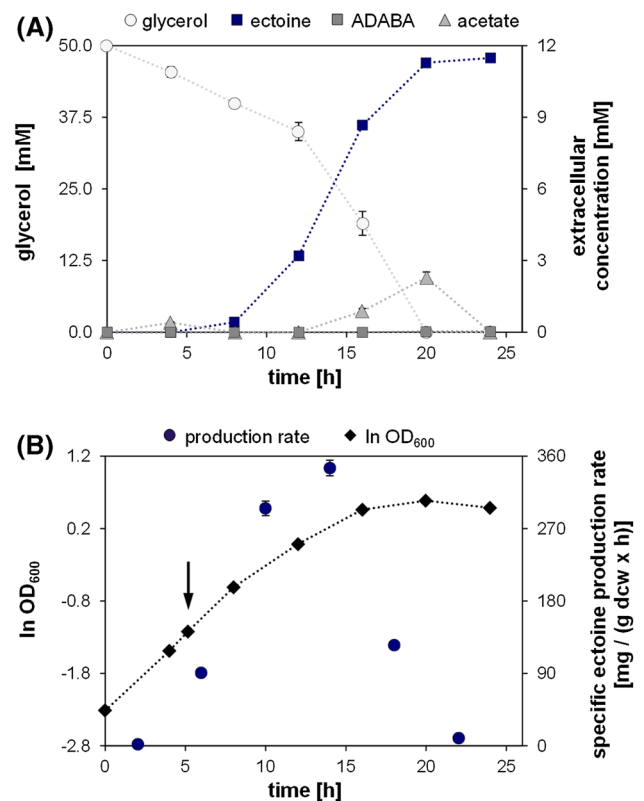 (A)
glycerol ectoine ADABA acetate
50.0
37.5
25.0
12.5
0.0
glycerol [mM]
12
9
6
3
0
extracellular
concentration [mM]
0 5 10 15 20 25
time [h]
(B)
production rate ln OD600
1.2
0.2
-0.8
-1.8
-2.8
ln OD600
360
270
180
90
0
specific ectoine production rate
[mg / (g dcw x h)]
0 5 10 15 20 25
time [h]